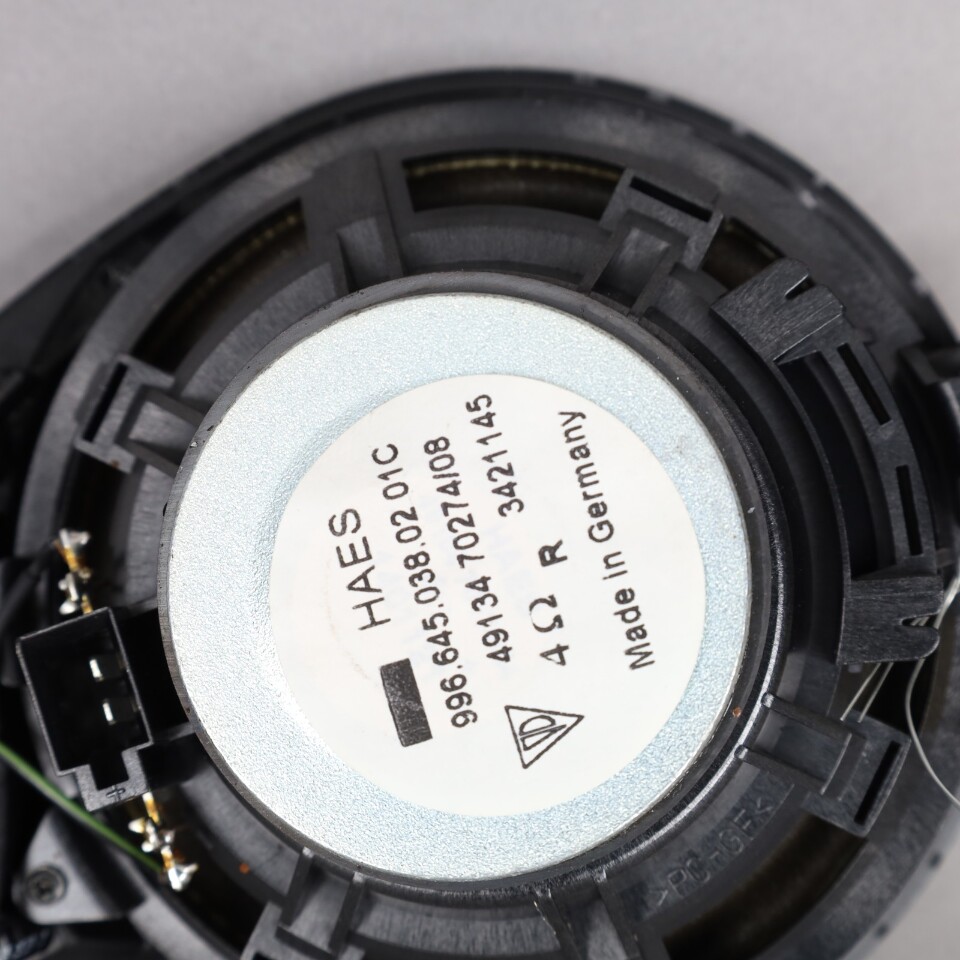 HAES
996.645.038.02 01C
49134 70274/08
3421145
4 Ω R
Made in Germany